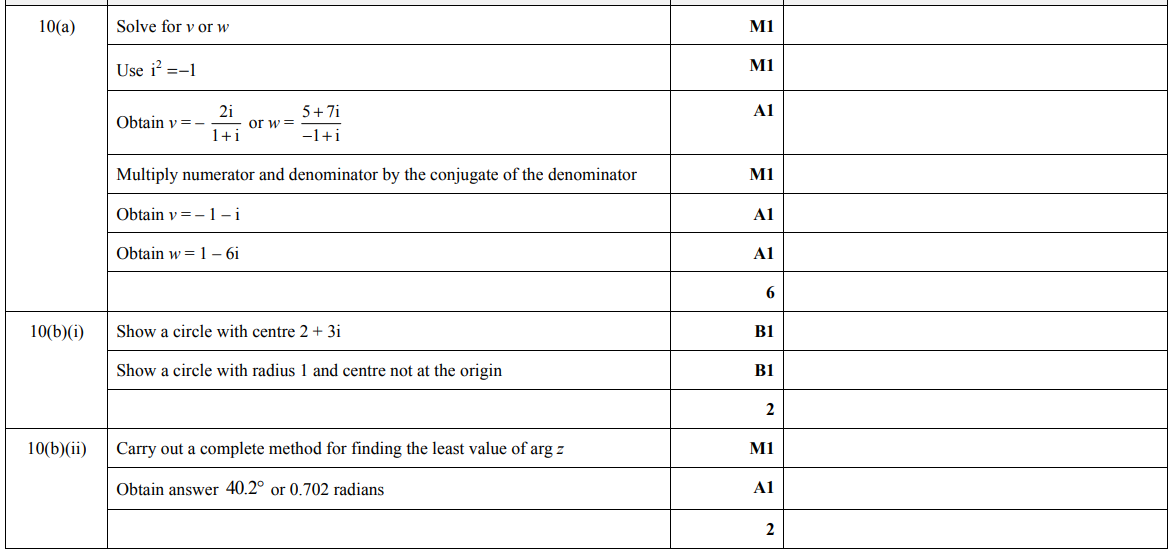 10(a) Solve for v or w M1
Use i² =−1 M1
Obtain v = − 2i/(1+i) or w = (5+7i)/(−1+i) A1
Multiply numerator and denominator by the conjugate of the denominator M1
Obtain v = – 1 – i A1
Obtain w = 1 – 6i A1
6
10(b)(i) Show a circle with centre 2 + 3i B1
Show a circle with radius 1 and centre not at the origin B1
2
10(b)(ii) Carry out a complete method for finding the least value of arg z M1
Obtain answer 40.2° or 0.702 radians A1
2